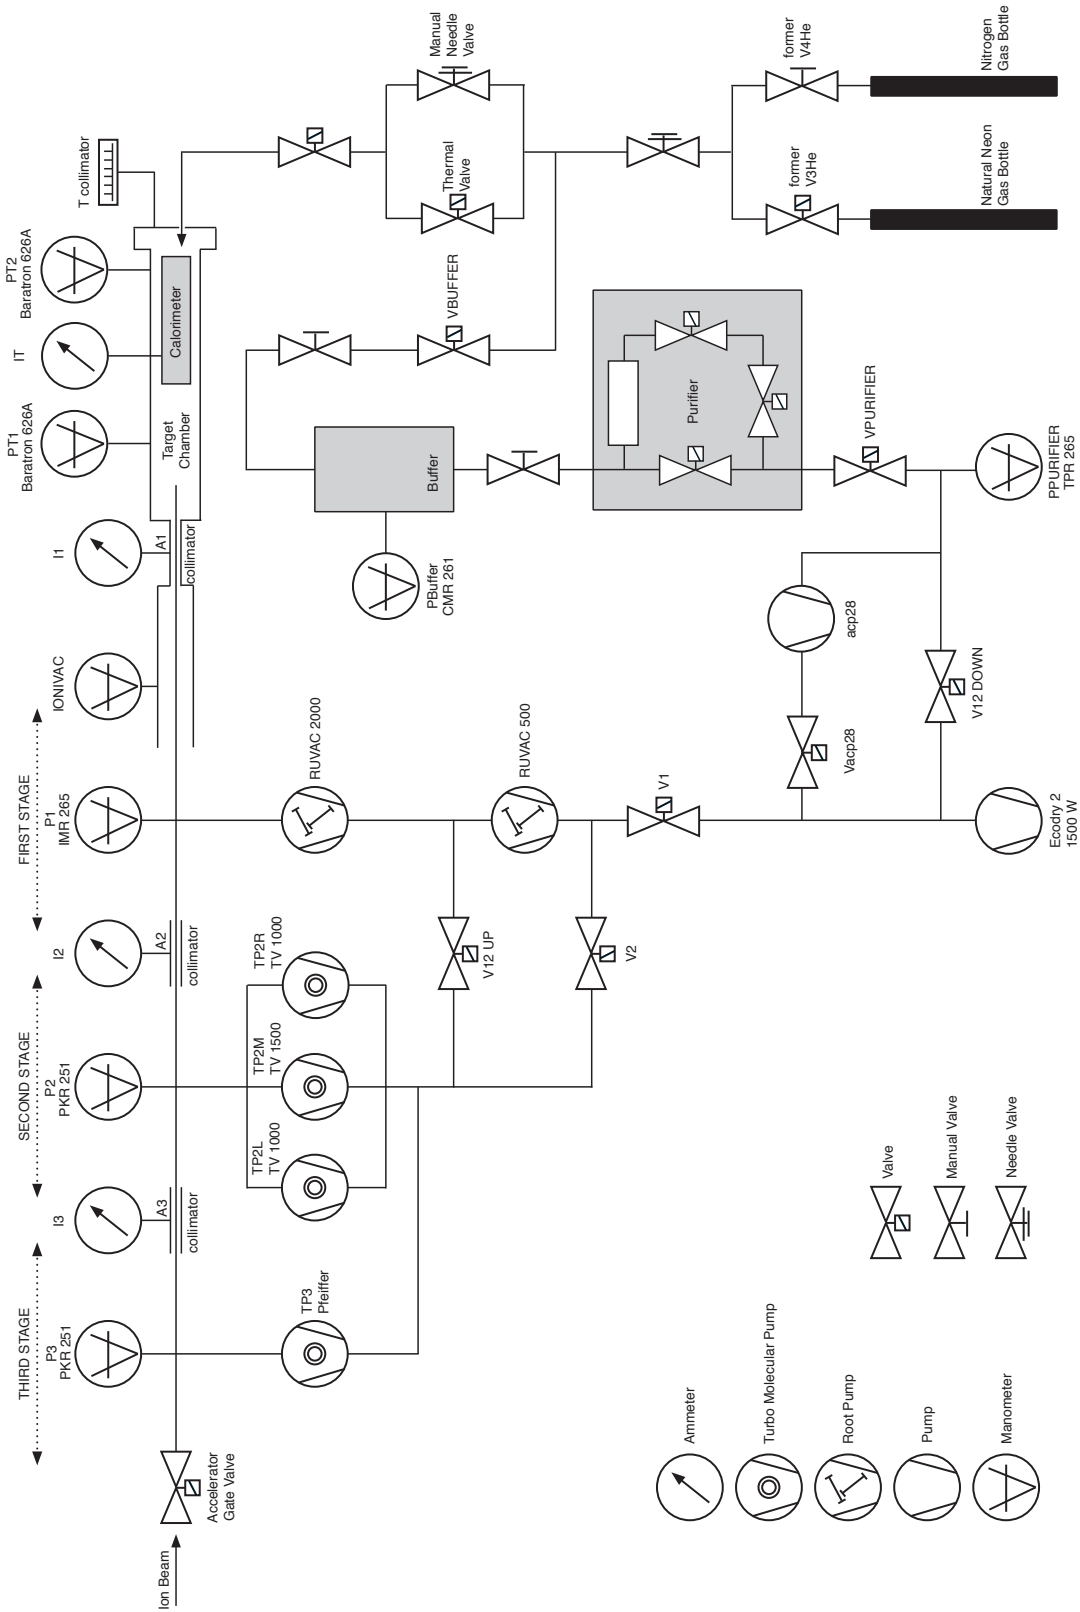 Ion Beam
Accelerator
Gate Valve
THIRD STAGE
P3
PKR 251
TP3
Pfeiffer
I3
A3
collimator
SECOND STAGE
P2
PKR 251
TP2L
TV 1000
TP2M
TV 1500
TP2R
TV 1000
I2
A2
collimator
V12 UP
V2
FIRST STAGE
P1
IMR 265
RUVAC 2000
RUVAC 500
V1
Ecodry 2
1500 W
IONIVAC
Vacp28
V12 DOWN
acp28
I1
A1
collimator
PBuffer
CMR 261
Buffer
PT1
Baratron 626A
Target
Chamber
IT
Calorimeter
PT2
Baratron 626A
T collimator
VBUFFER
Purifier
VPURIFIER
PPURIFIER
TPR 265
Thermal
Valve
Manual
Needle
Valve
former
V3He
former
V4He
Natural Neon
Gas Bottle
Nitrogen
Gas Bottle
Ammeter
Turbo Molecular Pump
Root Pump
Pump
Manometer
Valve
Manual Valve
Needle Valve